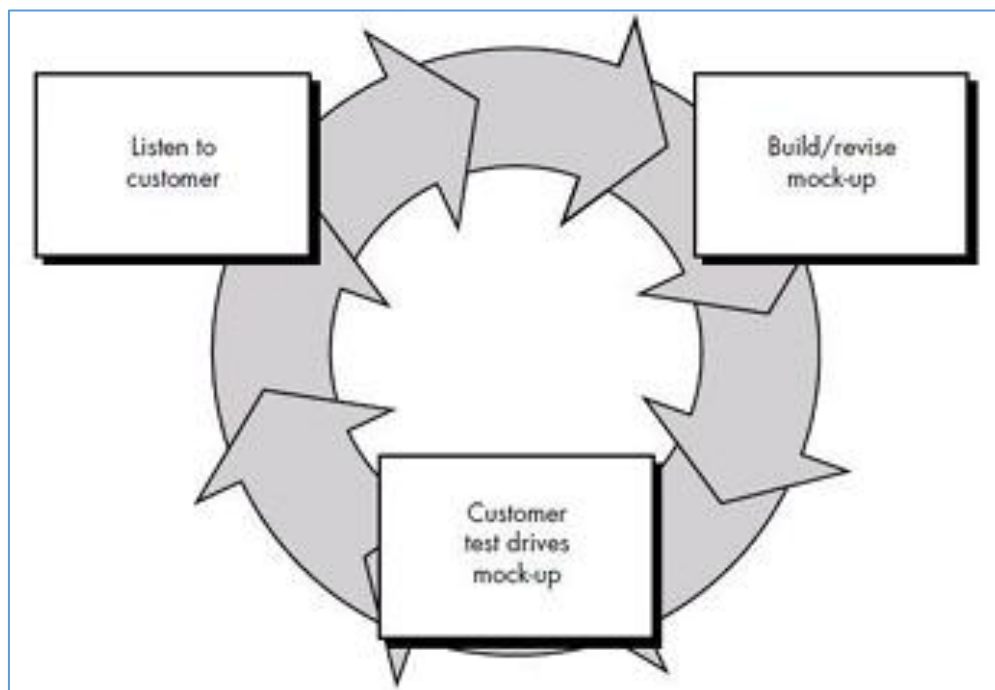 Listen to
customer
Build/revise
mock-up
Customer
test drives
mock-up